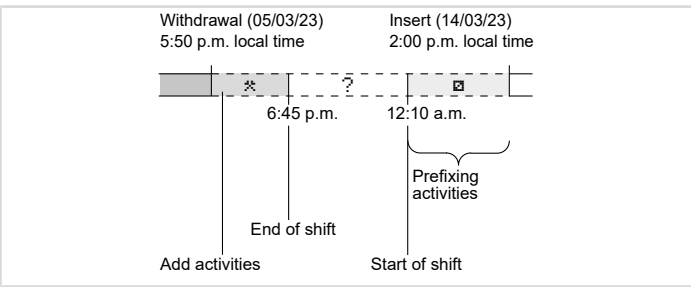 Withdrawal (05/03/23)
5:50 p.m. local time
Insert (14/03/23)
2:00 p.m. local time
?
6:45 p.m.
12:10 a.m.
Prefixing
activities
End of shift
Add activities
Start of shift